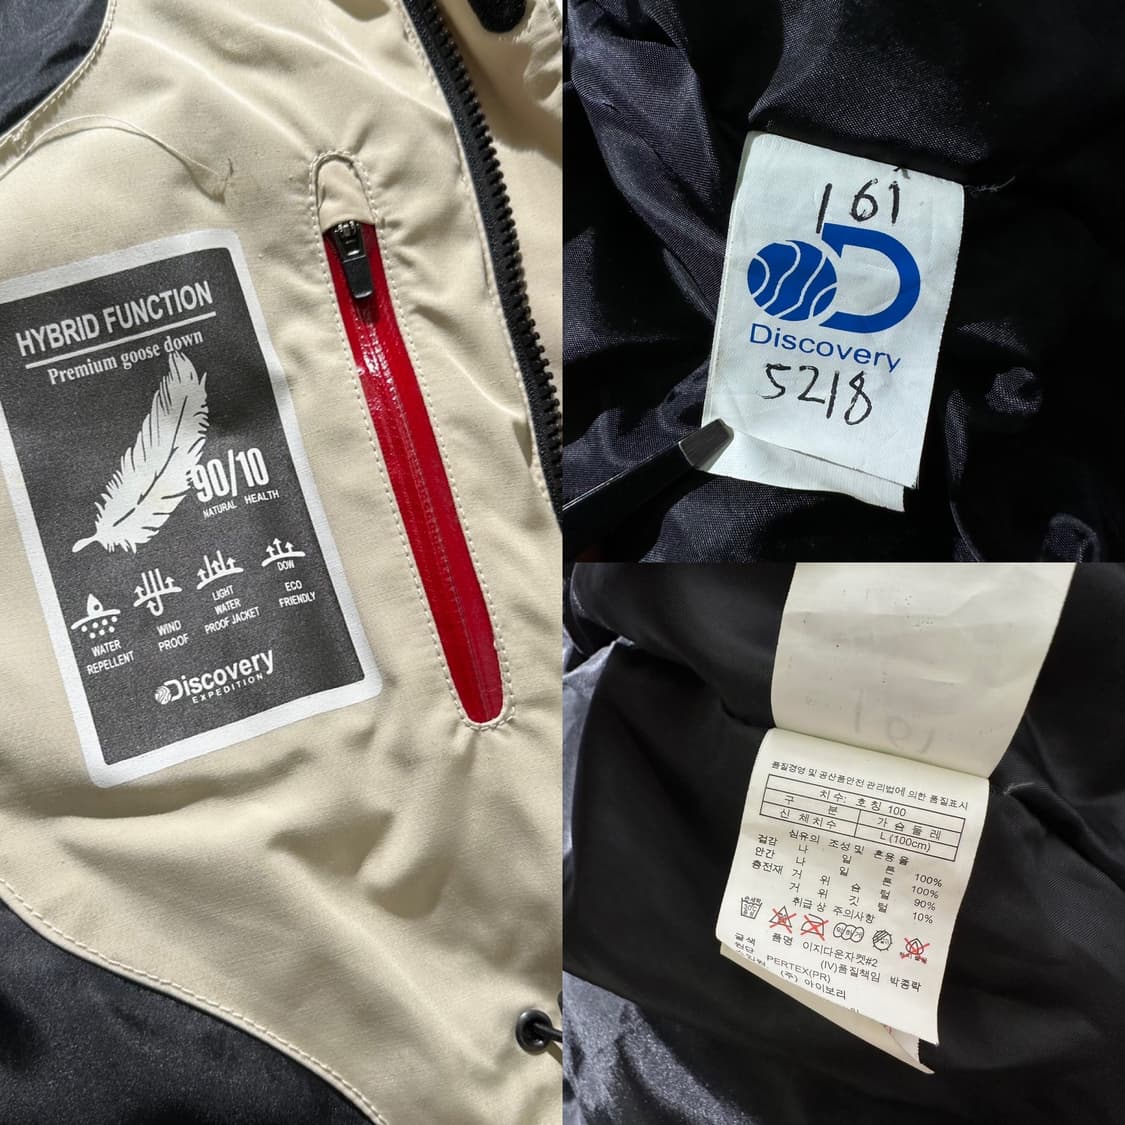 HYBRID FUNCTION
Premium goose down
90/10
NATURAL HEALTH
WATER
REPELLENT
WIND
PROOF
LIGHT
WATER
PROOF JACKET
DOW
ECO
FRIENDLY
Discovery
EXPEDITION
161
Discovery
5218
품질경영 및 공산품안전 관리법에 의한 품질표시
치수: 호칭 100
구 분 가슴둘레
신체치수 L (100cm)
섬유의 조성 및 혼용율
겉감 나 일 론 100%
안감 나 일 론 100%
충전재 거 위 솜 털 90%
거 위 깃 털 10%
취급상 주의사항
품명 이지다운자켓#2
글색 (IV)품질책임 박종락
원단 PERTEX(PR)
(주) 아이보리